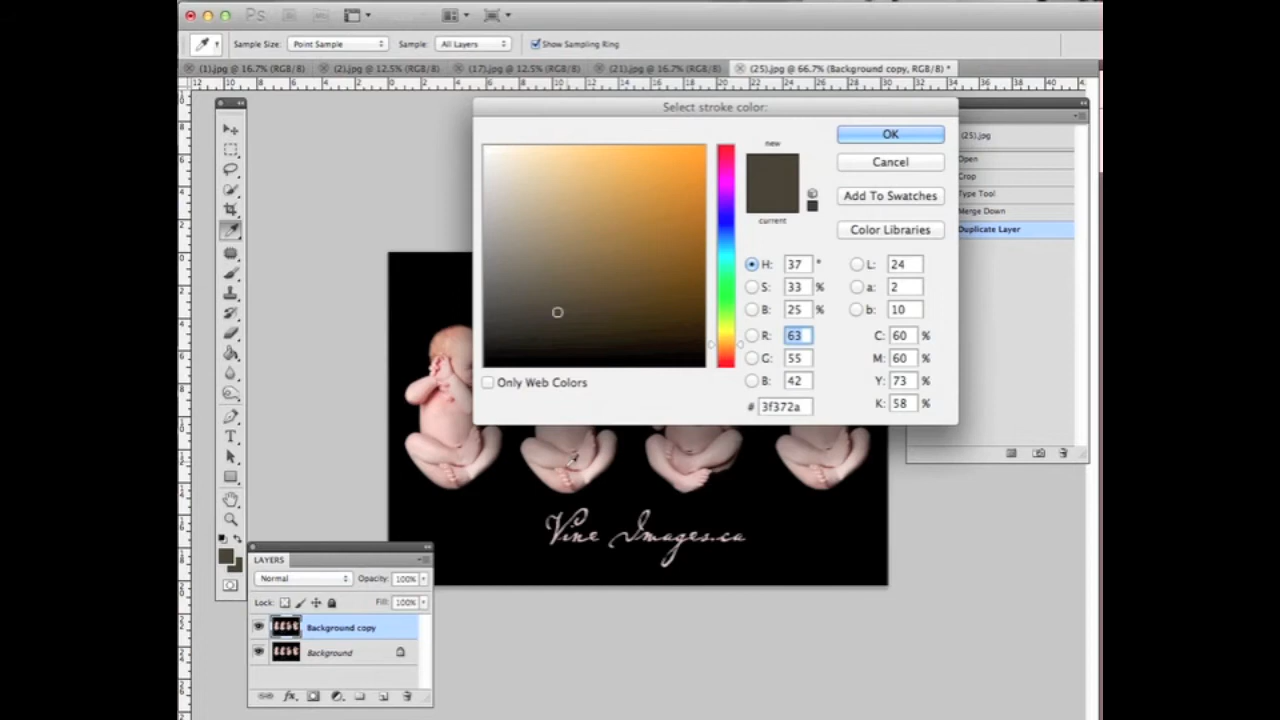 Ps
Sample Size: Point Sample Sample: All Layers Show Sampling Ring
(1).jpg @ 16.7% (RGB/8) (2).jpg @ 12.5% (RGB/8) (17).jpg @ 12.5% (RGB/8) (21).jpg @ 16.7% (RGB/8) (25).jpg @ 66.7% (Background copy, RGB/8) *
Select stroke color:
new
current
OK
Cancel
Add To Swatches
Color Libraries
H: 37 ° L: 24
S: 33 % a: 2
B: 25 % b: 10
R: 63 C: 60 %
G: 55 M: 60 %
B: 42 Y: 73 %
# 3f372a K: 58 %
Only Web Colors
(25).jpg
Open
Crop
Type Tool
Merge Down
Duplicate Layer
Vine Images.ca
LAYERS
Normal Opacity: 100%
Lock: Fill: 100%
Background copy
Background